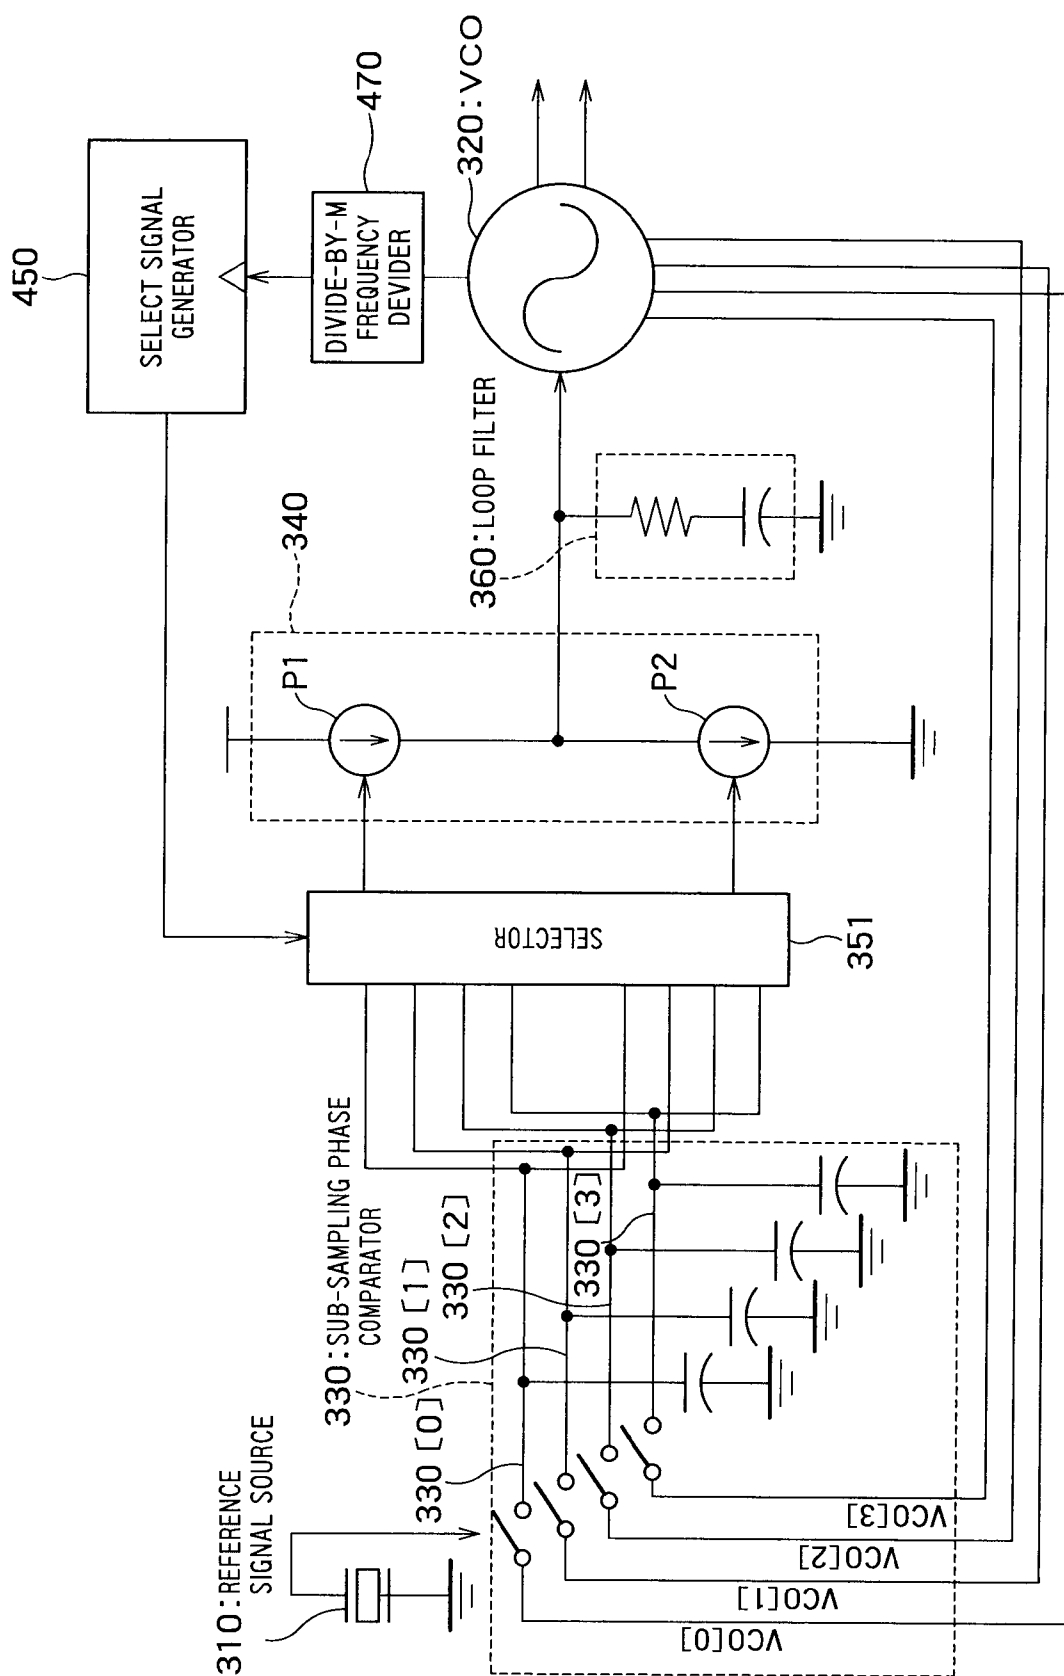 450
SELECT SIGNAL
GENERATOR
470
DIVIDE-BY-M
FREQUENCY
DEVIDER
320:VCO
360:LOOP FILTER
340
P1
P2
SELECTOR
351
330:SUB-SAMPLING PHASE
COMPARATOR
330 [0]
330 [1]
330 [2]
330 [3]
310:REFERENCE
SIGNAL SOURCE
VCO[0]
VCO[1]
VCO[2]
VCO[3]